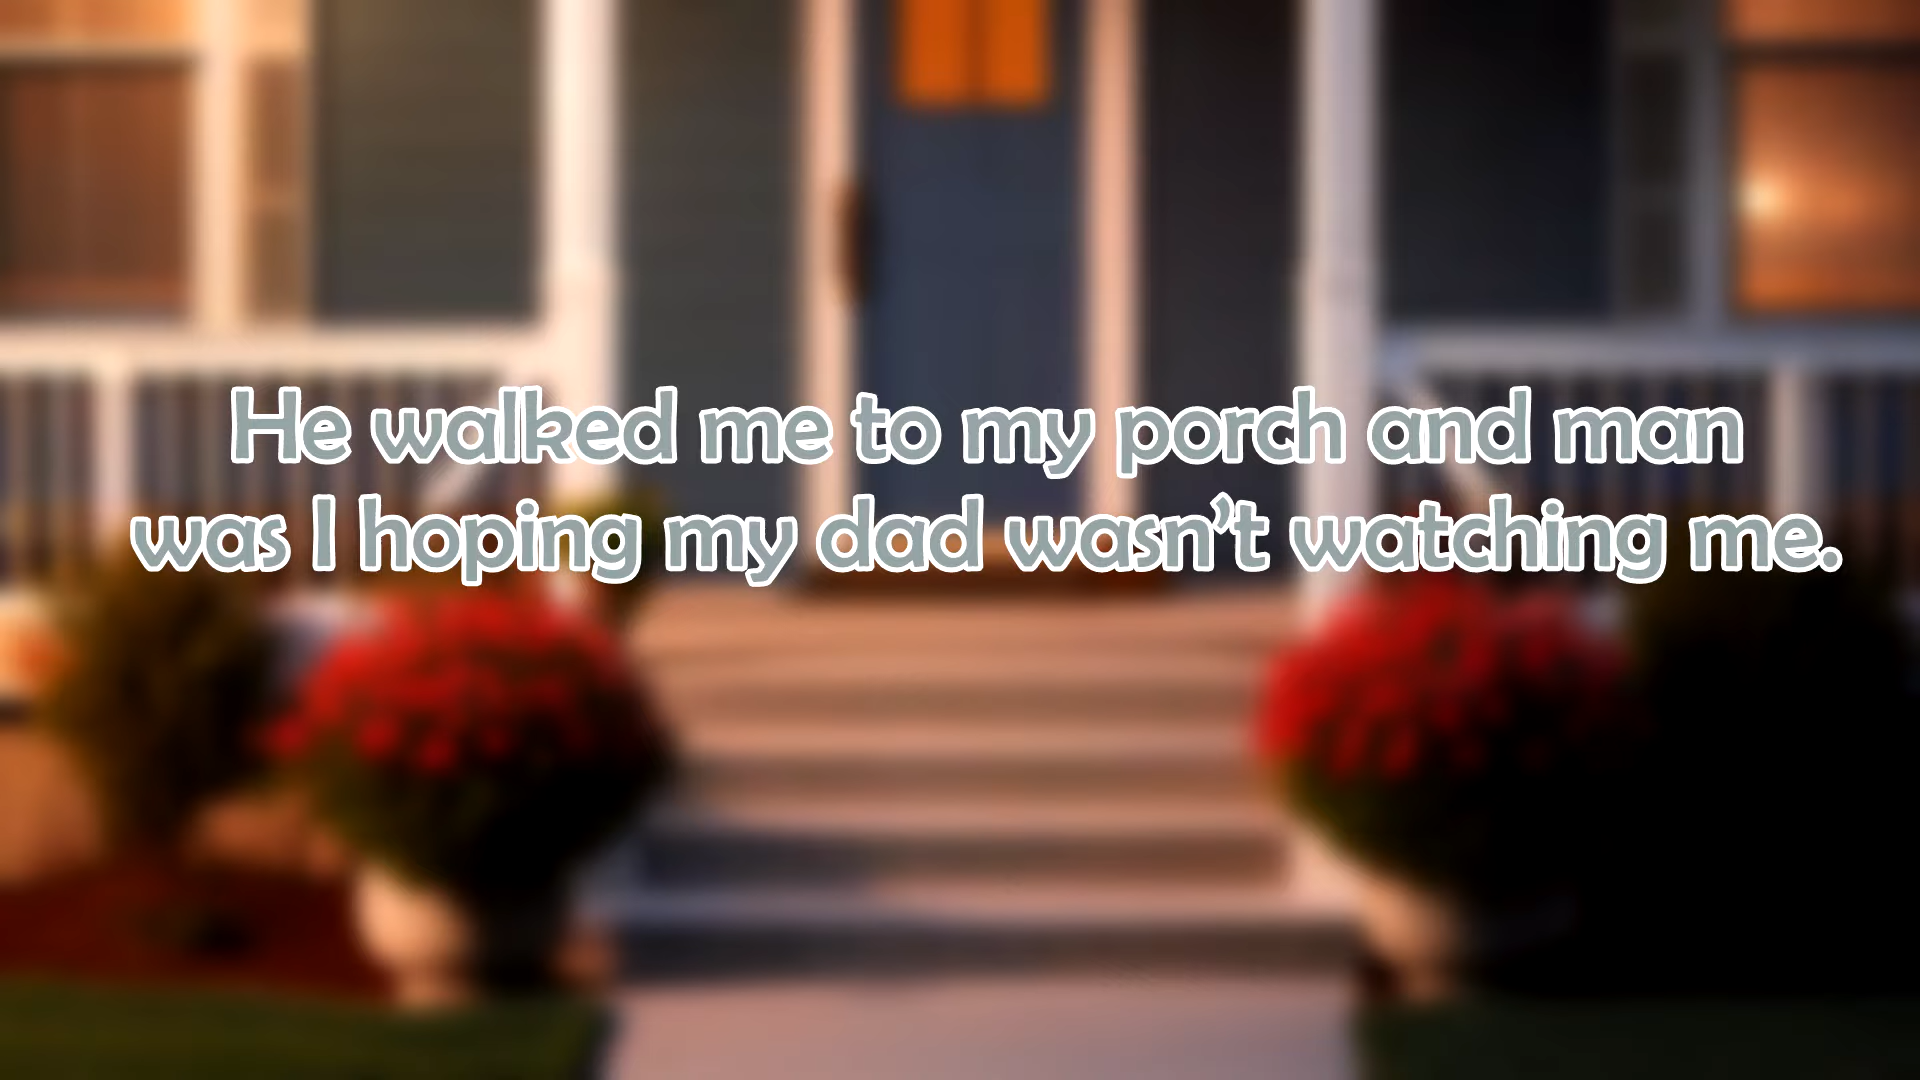 He walked me to my porch and man
was I hoping my dad wasn’t watching me.